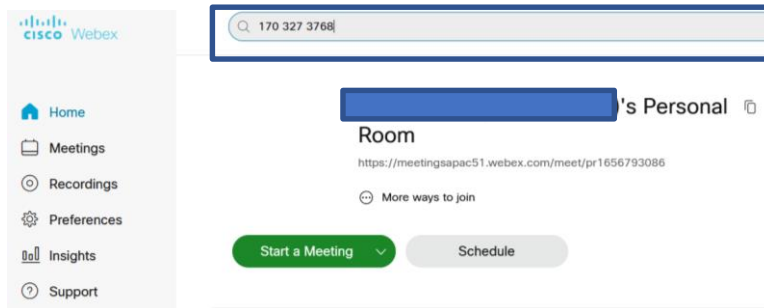 cisco Webex
170 327 3768
Home
Meetings
Recordings
Preferences
Insights
Support
's Personal
Room
https://meetingsapac51.webex.com/meet/pr1656793086
More ways to join
Start a Meeting
Schedule